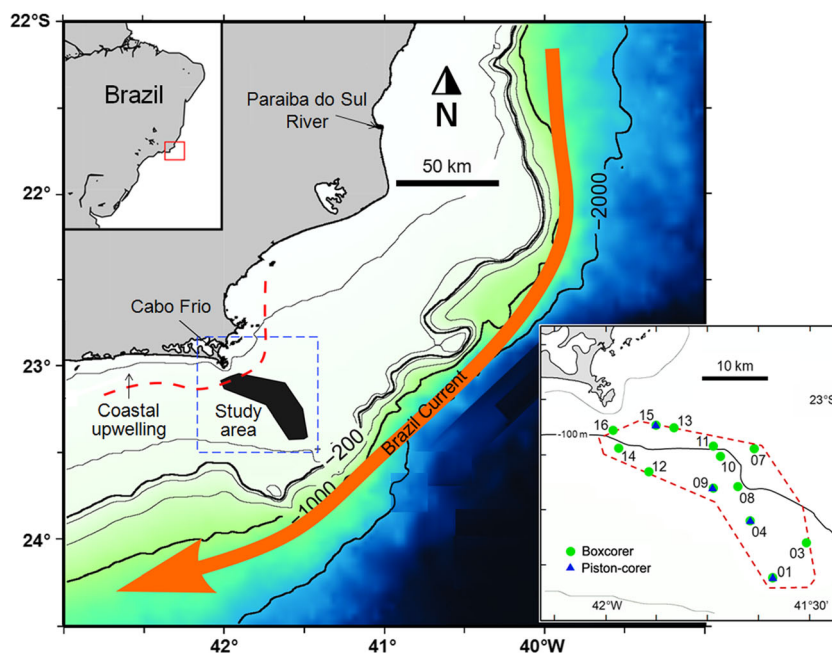 22°S
Brazil
Paraiba do Sul
River
N
50 km
22°
−2000
Cabo Frio
23°
Coastal
upwelling
Study
area
Brazil Current
−200
−1000
24°
42°
41°
40°W
10 km
23°S
15
13
16
-100 m
11
07
14
12
10
09
08
04
03
01
Boxcorer
Piston-corer
42°W
41°30'